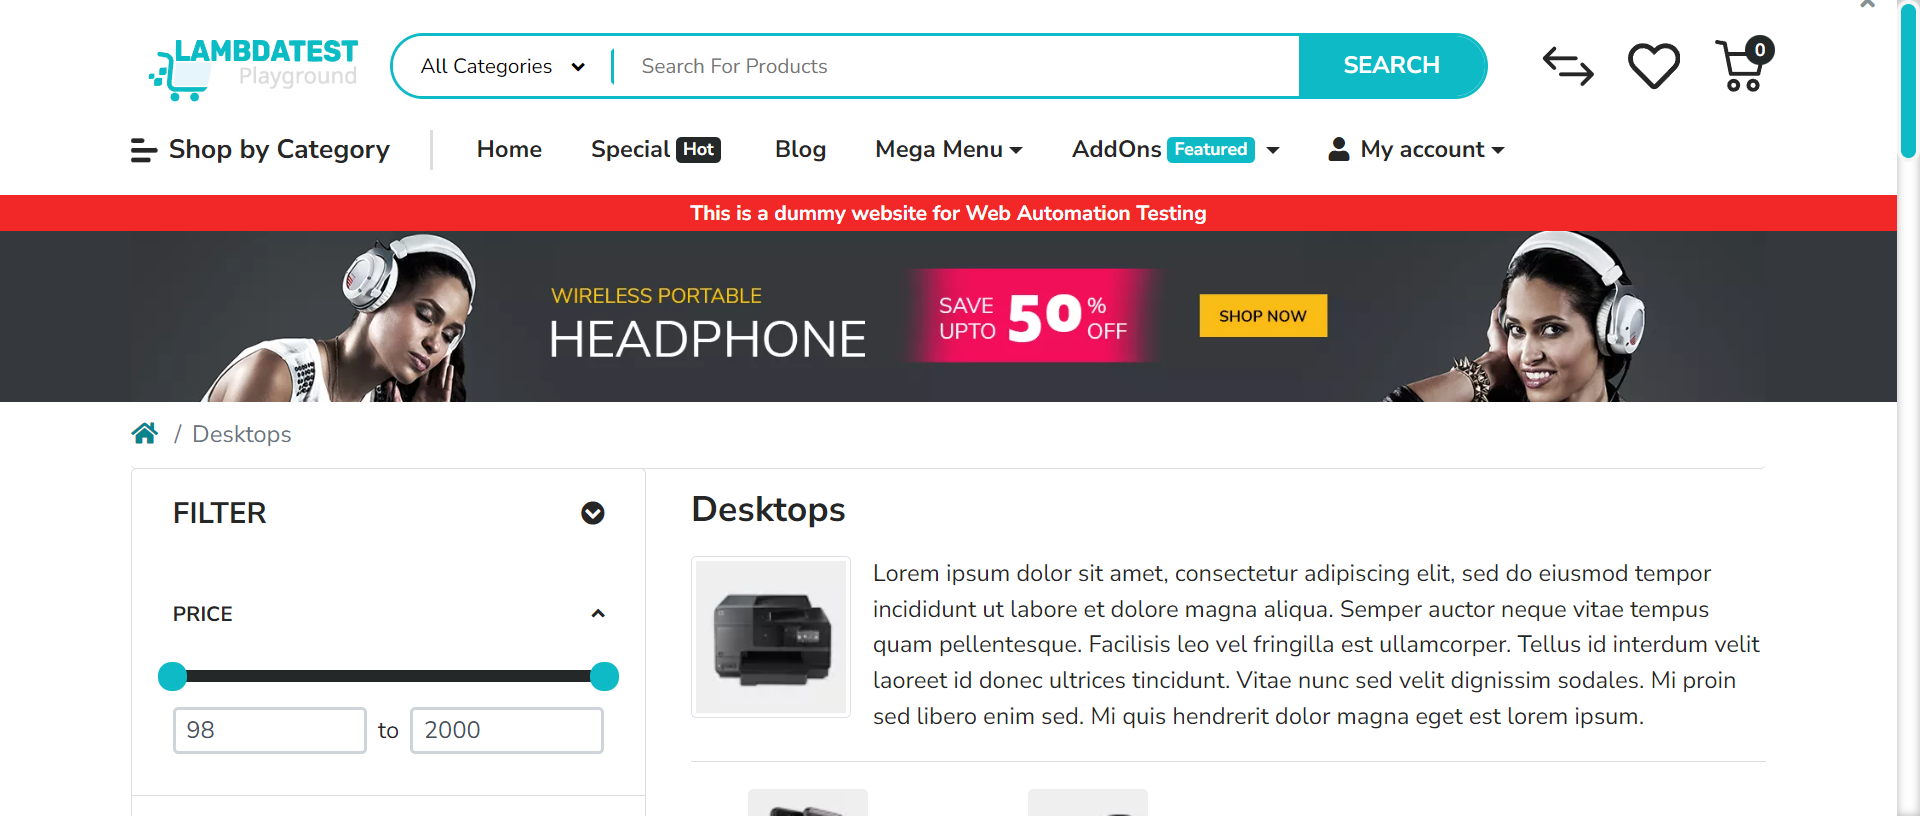 LAMBDATEST
Playground
All Categories
Search For Products
SEARCH
0
Shop by Category
Home
Special Hot
Blog
Mega Menu
AddOns Featured
My account
This is a dummy website for Web Automation Testing
WIRELESS PORTABLE
HEADPHONE
SAVE UPTO 50% OFF
SHOP NOW
/ Desktops
FILTER
PRICE
98 to 2000
Desktops
Lorem ipsum dolor sit amet, consectetur adipiscing elit, sed do eiusmod tempor
incididunt ut labore et dolore magna aliqua. Semper auctor neque vitae tempus
quam pellentesque. Facilisis leo vel fringilla est ullamcorper. Tellus id interdum velit
laoreet id donec ultrices tincidunt. Vitae nunc sed velit dignissim sodales. Mi proin
sed libero enim sed. Mi quis hendrerit dolor magna eget est lorem ipsum.